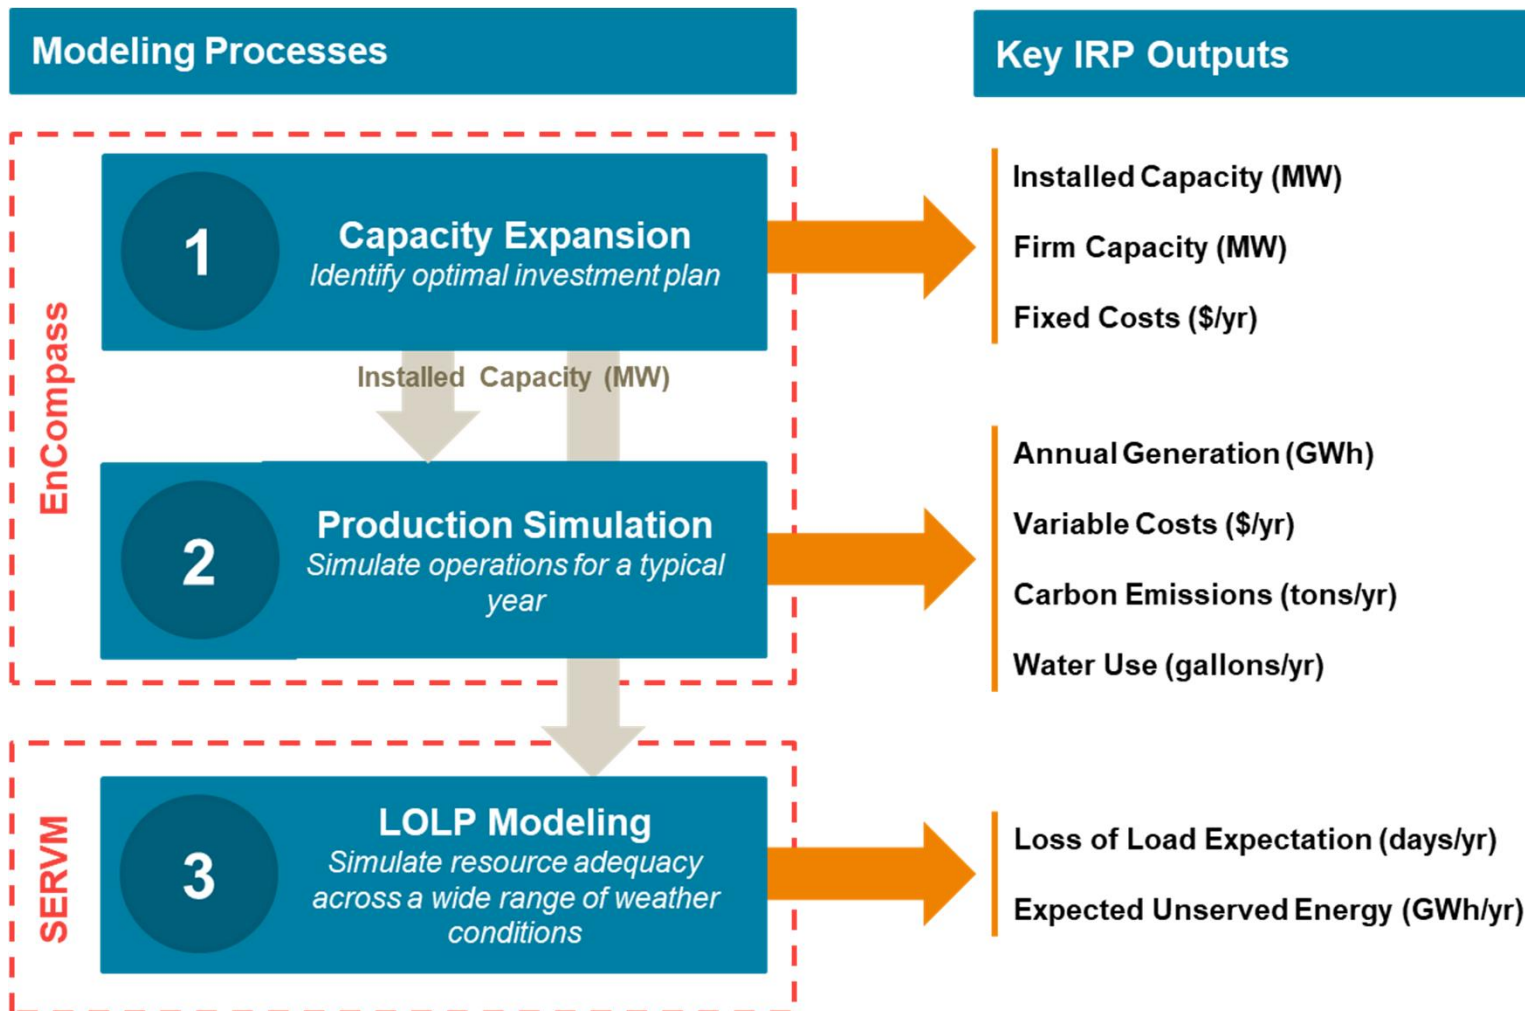 Modeling Processes
Key IRP Outputs
EnCompass
1
Capacity Expansion
Identify optimal investment plan
Installed Capacity (MW)
Firm Capacity (MW)
Fixed Costs ($/yr)
Installed Capacity (MW)
2
Production Simulation
Simulate operations for a typical
year
Annual Generation (GWh)
Variable Costs ($/yr)
Carbon Emissions (tons/yr)
Water Use (gallons/yr)
SERVM
3
LOLP Modeling
Simulate resource adequacy
across a wide range of weather
conditions
Loss of Load Expectation (days/yr)
Expected Unserved Energy (GWh/yr)